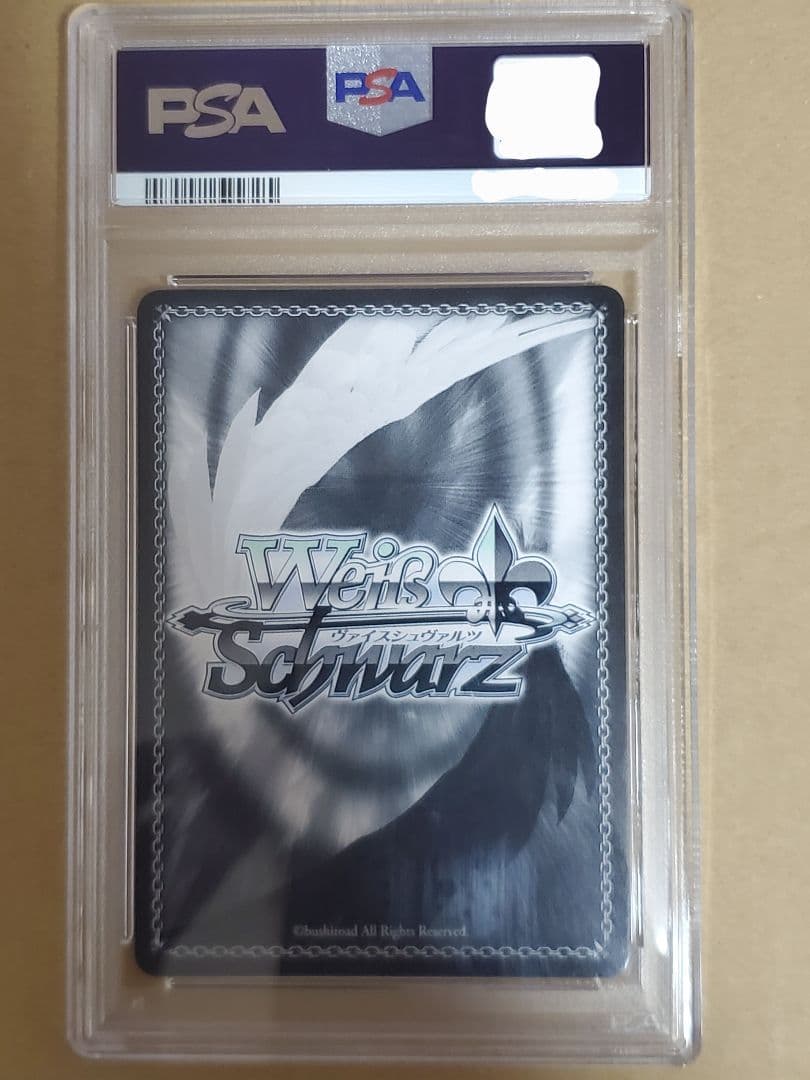 PSA
PSA
Weiß
ヴァイスシュヴァルツ
Schwarz
©bushiroad All Rights Reserved.